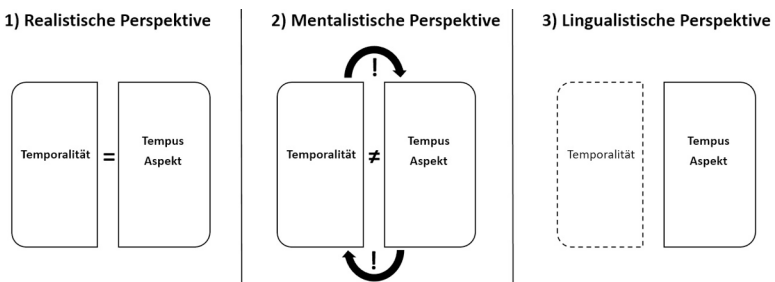 1) Realistische Perspektive
Temporalität
=
Tempus
Aspekt
2) Mentalistische Perspektive
!
Temporalität
≠
Tempus
Aspekt
!
3) Lingualistische Perspektive
Temporalität
Tempus
Aspekt